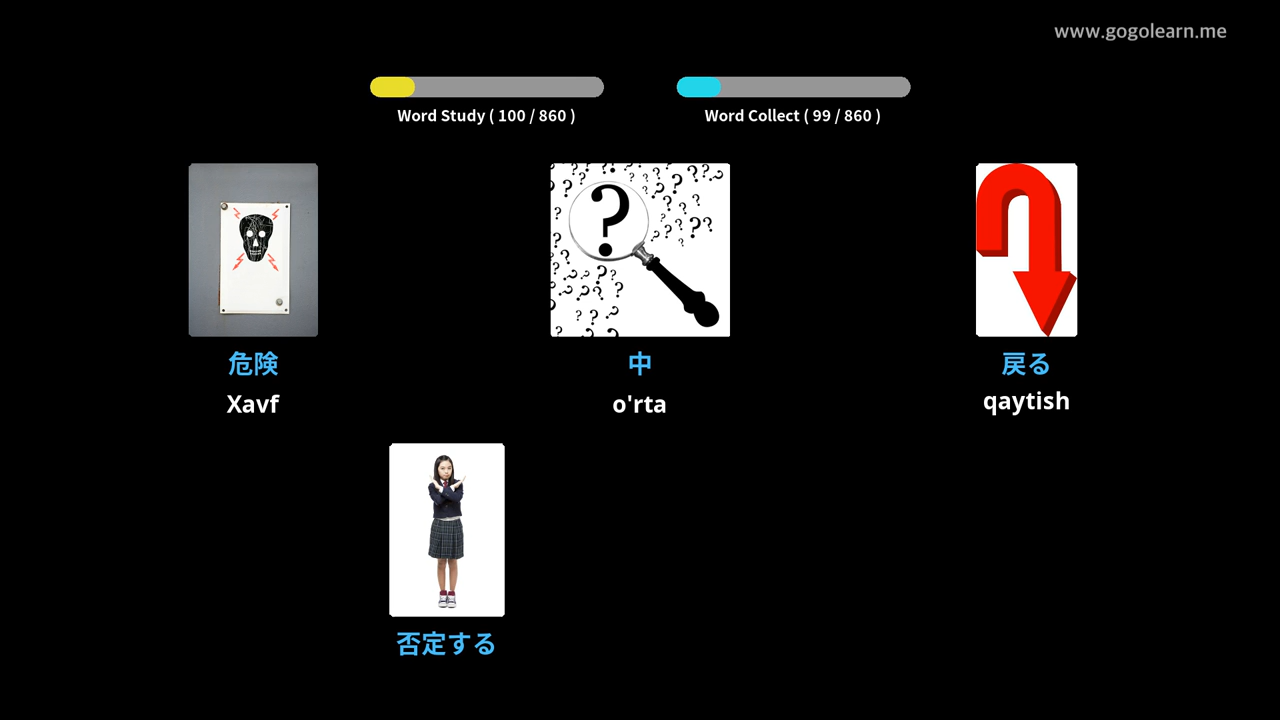 www.gogolearn.me
Word Study ( 100 / 860 )
Word Collect ( 99 / 860 )
危険
Xavf
中
o'rta
戻る
qaytish
否定する